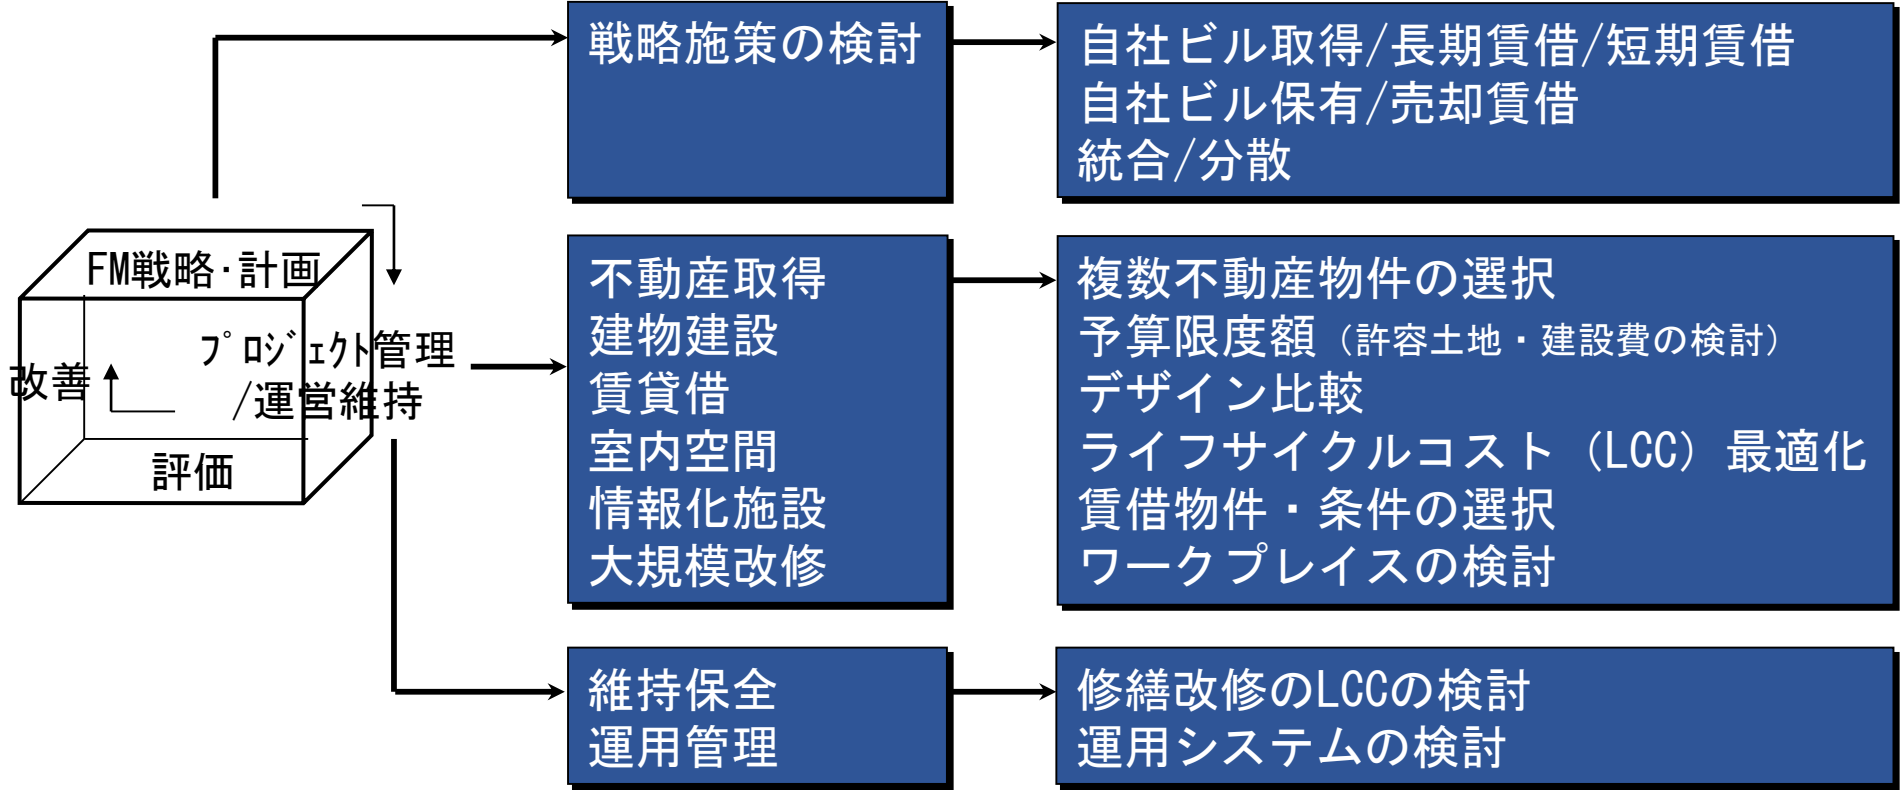 戦略施策の検討
自社ビル取得/長期賃借/短期賃借
自社ビル保有/売却賃借
統合/分散
FM戦略･計画
ﾌﾟﾛｼﾞｪｸﾄ管理
/運営維持
改善
評価
不動産取得
建物建設
賃貸借
室内空間
情報化施設
大規模改修
複数不動産物件の選択
予算限度額（許容土地・建設費の検討）
デザイン比較
ライフサイクルコスト（LCC）最適化
賃借物件・条件の選択
ワークプレイスの検討
維持保全
運用管理
修繕改修のLCCの検討
運用システムの検討